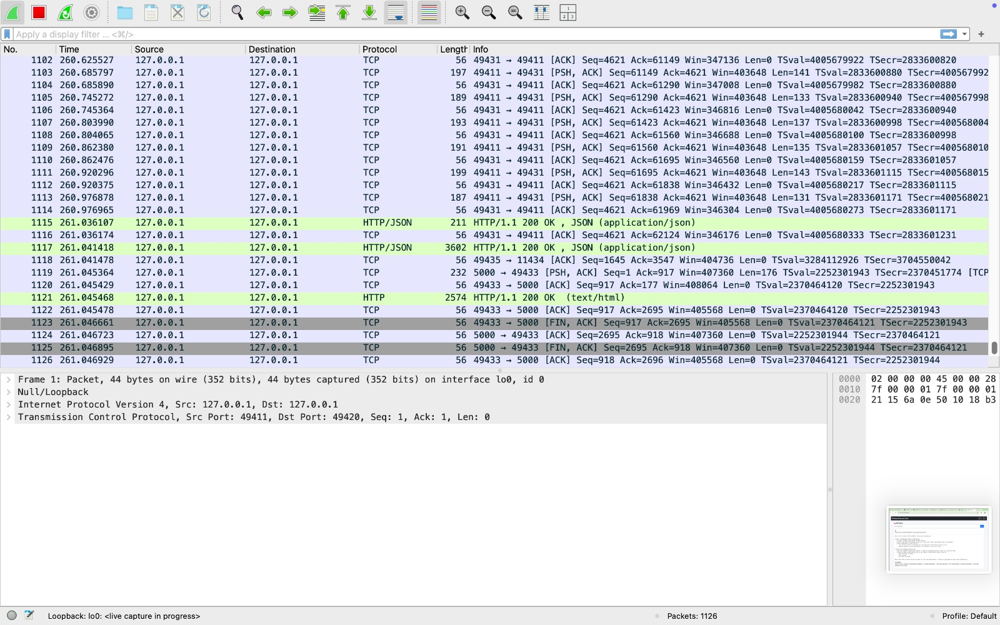 Apply a display filter ... <⌘/>
+
No. Time Source Destination Protocol Length Info
1102 260.625527 127.0.0.1 127.0.0.1 TCP 56 49431 → 49411 [ACK] Seq=4621 Ack=61149 Win=347136 Len=0 TSval=4005679922 TSecr=2833600820
1103 260.685797 127.0.0.1 127.0.0.1 TCP 197 49411 → 49431 [PSH, ACK] Seq=61149 Ack=4621 Win=403648 Len=141 TSval=2833600880 TSecr=400567992
1104 260.685890 127.0.0.1 127.0.0.1 TCP 56 49431 → 49411 [ACK] Seq=4621 Ack=61290 Win=347008 Len=0 TSval=4005679982 TSecr=2833600880
1105 260.745272 127.0.0.1 127.0.0.1 TCP 189 49411 → 49431 [PSH, ACK] Seq=61290 Ack=4621 Win=403648 Len=133 TSval=2833600940 TSecr=400567998
1106 260.745364 127.0.0.1 127.0.0.1 TCP 56 49431 → 49411 [ACK] Seq=4621 Ack=61423 Win=346816 Len=0 TSval=4005680042 TSecr=2833600940
1107 260.803990 127.0.0.1 127.0.0.1 TCP 193 49411 → 49431 [PSH, ACK] Seq=61423 Ack=4621 Win=403648 Len=137 TSval=2833600998 TSecr=400568004
1108 260.804065 127.0.0.1 127.0.0.1 TCP 56 49431 → 49411 [ACK] Seq=4621 Ack=61560 Win=346688 Len=0 TSval=4005680100 TSecr=2833600998
1109 260.862380 127.0.0.1 127.0.0.1 TCP 191 49411 → 49431 [PSH, ACK] Seq=61560 Ack=4621 Win=403648 Len=135 TSval=2833601057 TSecr=400568010
1110 260.862476 127.0.0.1 127.0.0.1 TCP 56 49431 → 49411 [ACK] Seq=4621 Ack=61695 Win=346560 Len=0 TSval=4005680159 TSecr=2833601057
1111 260.920296 127.0.0.1 127.0.0.1 TCP 199 49411 → 49431 [PSH, ACK] Seq=61695 Ack=4621 Win=403648 Len=143 TSval=2833601115 TSecr=400568015
1112 260.920375 127.0.0.1 127.0.0.1 TCP 56 49431 → 49411 [ACK] Seq=4621 Ack=61838 Win=346432 Len=0 TSval=4005680217 TSecr=2833601115
1113 260.976878 127.0.0.1 127.0.0.1 TCP 187 49411 → 49431 [PSH, ACK] Seq=61838 Ack=4621 Win=403648 Len=131 TSval=2833601171 TSecr=400568021
1114 260.976965 127.0.0.1 127.0.0.1 TCP 56 49431 → 49411 [ACK] Seq=4621 Ack=61969 Win=346304 Len=0 TSval=4005680273 TSecr=2833601171
1115 261.036107 127.0.0.1 127.0.0.1 HTTP/JSON 211 HTTP/1.1 200 OK , JSON (application/json)
1116 261.036174 127.0.0.1 127.0.0.1 TCP 56 49431 → 49411 [ACK] Seq=4621 Ack=62124 Win=346176 Len=0 TSval=4005680333 TSecr=2833601231
1117 261.041418 127.0.0.1 127.0.0.1 HTTP/JSON 3602 HTTP/1.1 200 OK , JSON (application/json)
1118 261.041478 127.0.0.1 127.0.0.1 TCP 56 49435 → 11434 [ACK] Seq=1645 Ack=3547 Win=404736 Len=0 TSval=3284112926 TSecr=3704550042
1119 261.045364 127.0.0.1 127.0.0.1 TCP 232 5000 → 49433 [PSH, ACK] Seq=1 Ack=917 Win=407360 Len=176 TSval=2252301943 TSecr=2370451774 [TCP
1120 261.045429 127.0.0.1 127.0.0.1 TCP 56 49433 → 5000 [ACK] Seq=917 Ack=177 Win=408064 Len=0 TSval=2370464120 TSecr=2252301943
1121 261.045468 127.0.0.1 127.0.0.1 HTTP 2574 HTTP/1.1 200 OK  (text/html)
1122 261.045478 127.0.0.1 127.0.0.1 TCP 56 49433 → 5000 [ACK] Seq=917 Ack=2695 Win=405568 Len=0 TSval=2370464120 TSecr=2252301943
1123 261.046661 127.0.0.1 127.0.0.1 TCP 56 49433 → 5000 [FIN, ACK] Seq=917 Ack=2695 Win=405568 Len=0 TSval=2370464121 TSecr=2252301943
1124 261.046723 127.0.0.1 127.0.0.1 TCP 56 5000 → 49433 [ACK] Seq=2695 Ack=918 Win=407360 Len=0 TSval=2252301944 TSecr=2370464121
1125 261.046895 127.0.0.1 127.0.0.1 TCP 56 5000 → 49433 [FIN, ACK] Seq=2695 Ack=918 Win=407360 Len=0 TSval=2252301944 TSecr=2370464121
1126 261.046929 127.0.0.1 127.0.0.1 TCP 56 49433 → 5000 [ACK] Seq=918 Ack=2696 Win=405568 Len=0 TSval=2370464121 TSecr=2252301944
Frame 1: Packet, 44 bytes on wire (352 bits), 44 bytes captured (352 bits) on interface lo0, id 0
Null/Loopback
Internet Protocol Version 4, Src: 127.0.0.1, Dst: 127.0.0.1
Transmission Control Protocol, Src Port: 49411, Dst Port: 49420, Seq: 1, Ack: 1, Len: 0
0000 02 00 00 00 45 00 00 28
0010 7f 00 00 01 7f 00 00 01
0020 21 15 6a 0e 50 10 18 b3
Loopback: lo0: <live capture in progress>
Packets: 1126
Profile: Default